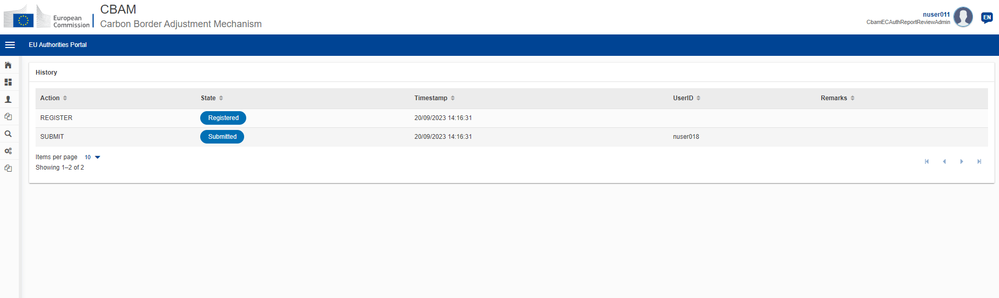 European
Commission
CBAM
Carbon Border Adjustment Mechanism
nuser011
CbamECAuthReportReviewAdmin
EN
EU Authorities Portal
History
Action State Timestamp UserID Remarks
REGISTER Registered 20/09/2023 14:16:31
SUBMIT Submitted 20/09/2023 14:16:31 nuser018
Items per page 10
Showing 1–2 of 2